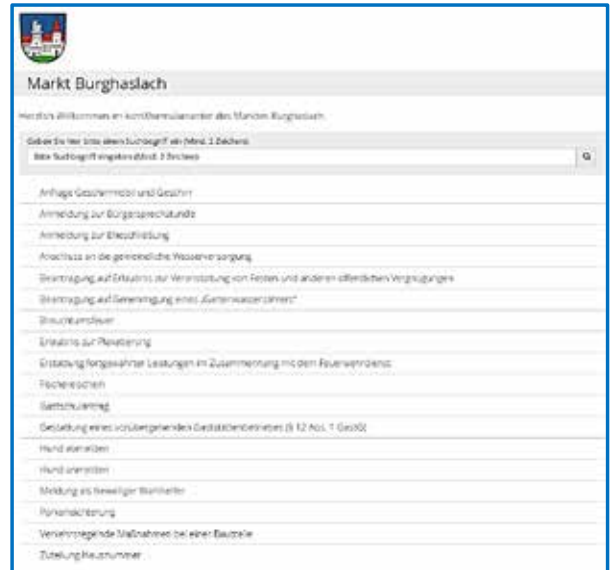 Markt Burghaslach
Herzlich Willkommen im des Marktes Burghaslach.
Geben Sie hier bitte einen Suchbegriff ein (Mind. 3 Zeichen)
Bitte Suchbegriff eingeben (Mind. 3 Zeichen)
Anfrage Geschirrmobil und Geschirr
Anmeldung zur Bürgersprechstunde
Anmeldung zur Eheschließung
Anschluss an die gemeindliche Wasserversorgung
Beantragung auf Erlaubnis zur Veranstaltung von Festen und anderen öffentlichen Vergnügungen
Beantragung auf Genehmigung eines „Gartenwasserzählers"
Brauchtumsfeuer
Erlaubnis zur Plakatierung
Erstattung fortgewährter Leistungen im Zusammenhang mit dem Feuerwehrdienst
Fischereischein
Gastschulantrag
Gestattung eines vorübergehenden Gaststättenbetriebes (§ 12 Abs. 1 GastG)
Hund abmelden
Hund anmelden
Meldung als freiwilliger Wahlhelfer
Verkehrsregelnde Maßnahmen bei einer Baustelle
Zuteilung Hausnummer